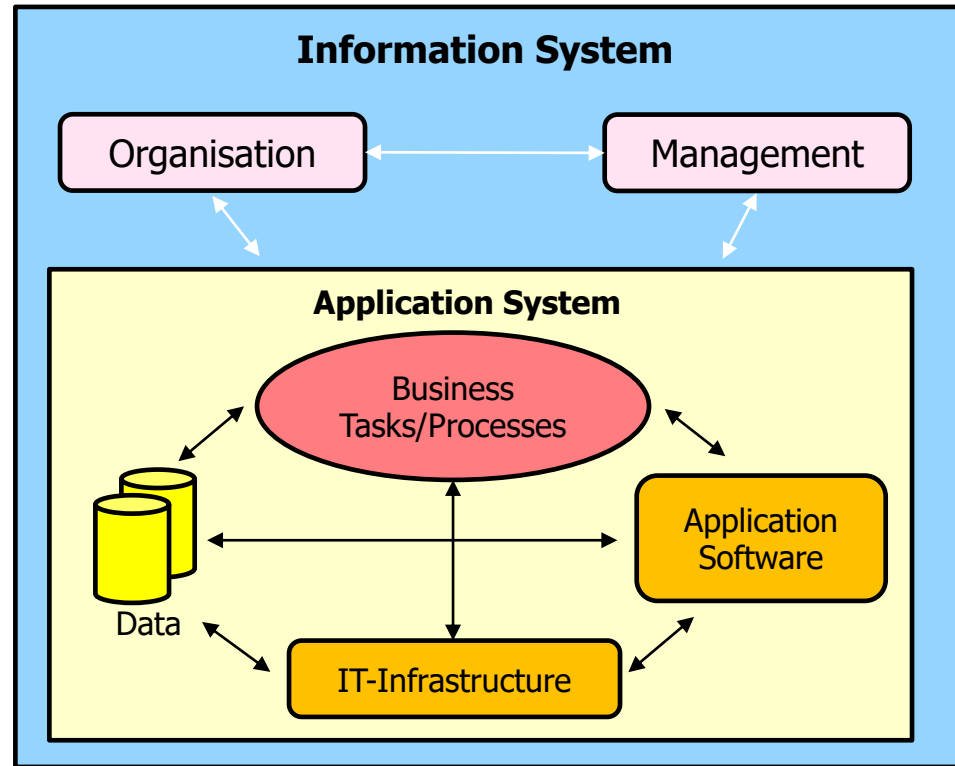 Information System
Organisation
Management
Application System
Business
Tasks/Processes
Application
Software
Data
IT-Infrastructure